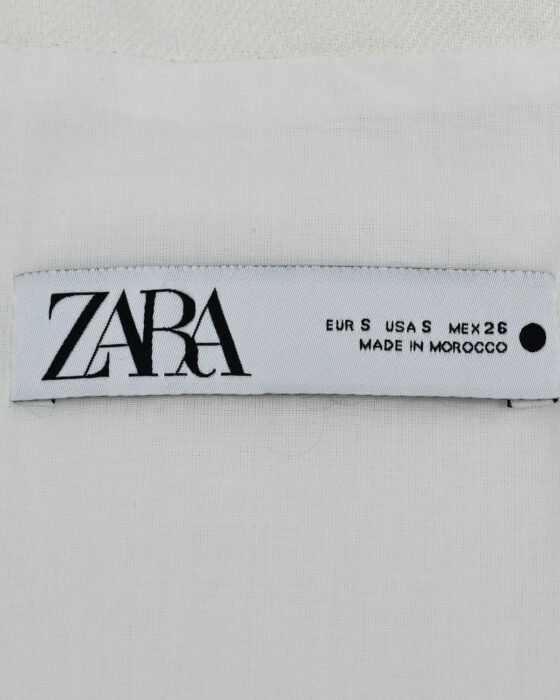 ZARA
EUR S USA S MEX 26
MADE IN MOROCCO